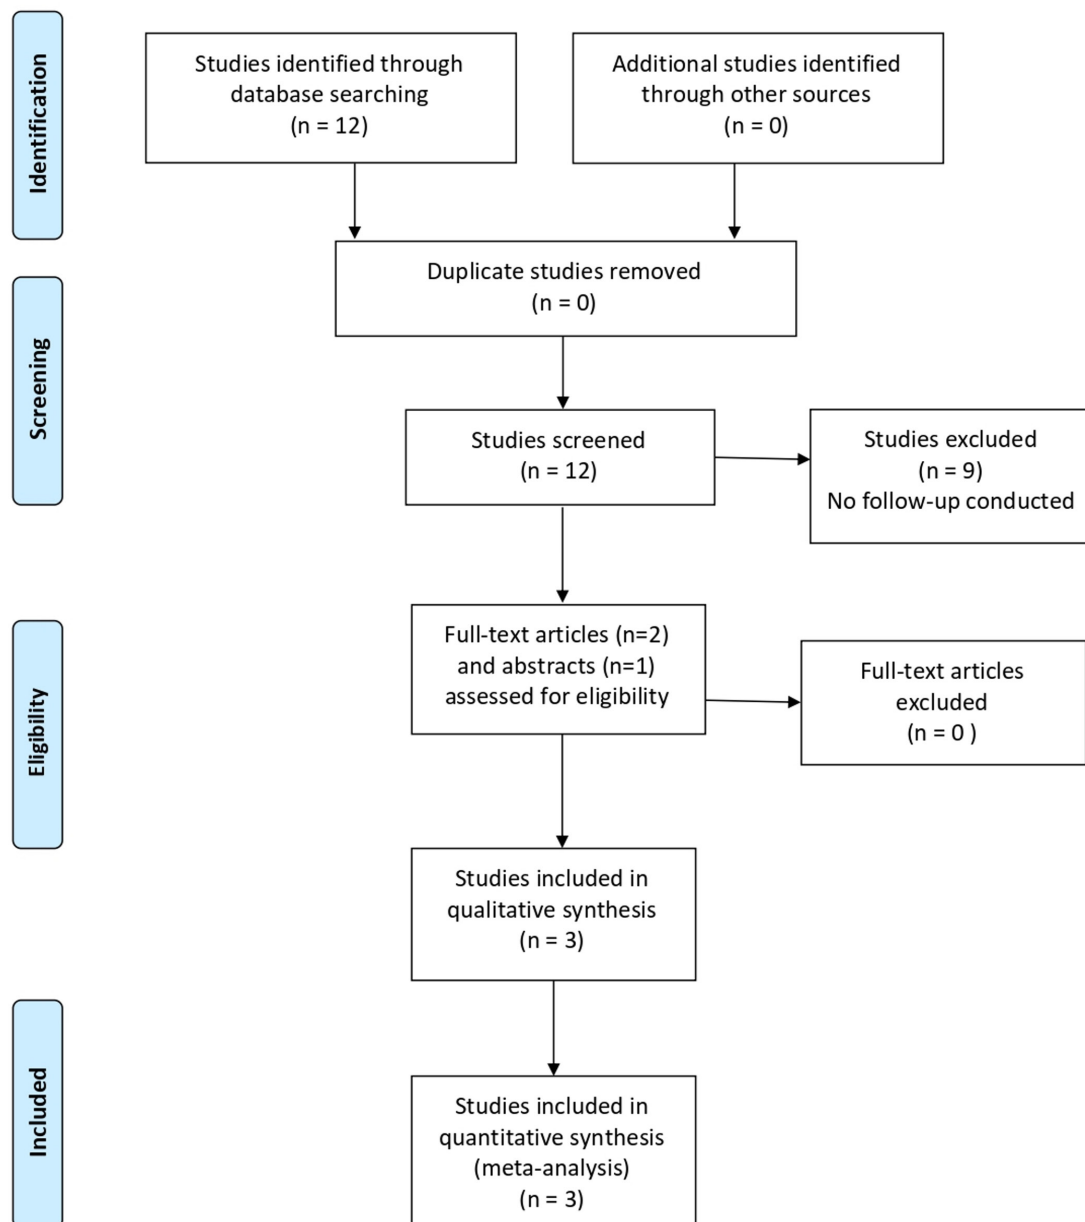 Identification
Studies identified through
database searching
(n = 12)
Additional studies identified
through other sources
(n = 0)
Duplicate studies removed
(n = 0)
Screening
Studies screened
(n = 12)
Studies excluded
(n = 9)
No follow-up conducted
Eligibility
Full-text articles (n=2)
and abstracts (n=1)
assessed for eligibility
Full-text articles
excluded
(n = 0 )
Studies included in
qualitative synthesis
(n = 3)
Included
Studies included in
quantitative synthesis
(meta-analysis)
(n = 3)